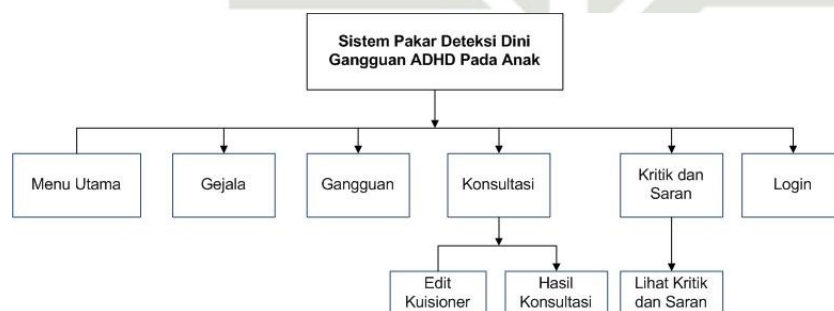 Sistem Pakar Deteksi Dini
Gangguan ADHD Pada Anak
Menu Utama
Gejala
Gangguan
Konsultasi
Kritik dan
Saran
Login
Edit
Kuisioner
Hasil
Konsultasi
Lihat Kritik
dan Saran